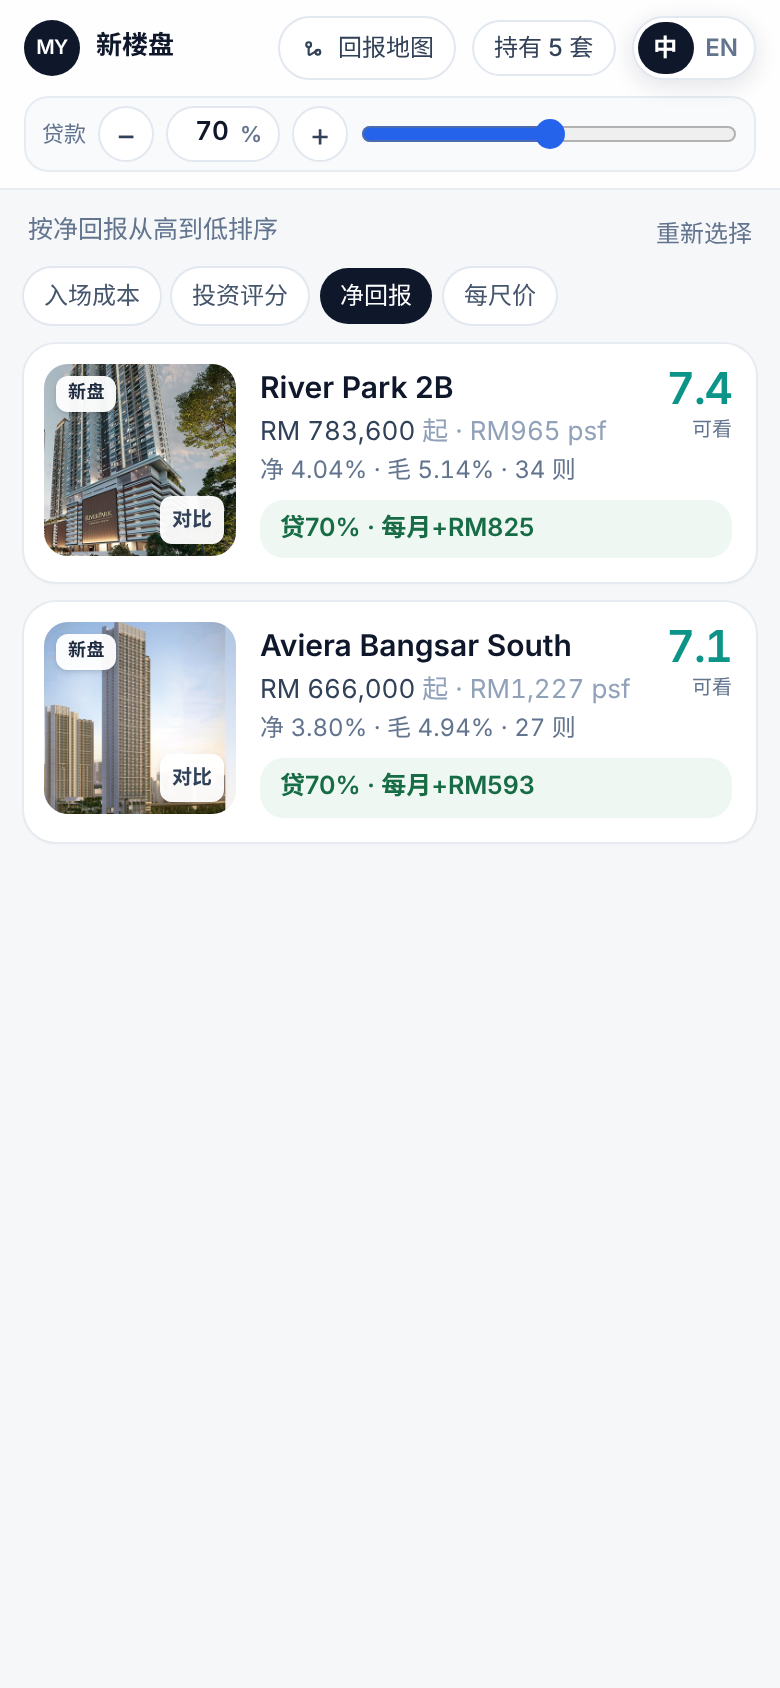 MY 新楼盘 回报地图 持有 5 套 中 EN
贷款 − 70 % +
按净回报从高到低排序 重新选择
入场成本 投资评分 净回报 每尺价
新盘
RIVERPARK
对比
River Park 2B
7.4
RM 783,600 起 · RM965 psf
可看
净 4.04% · 毛 5.14% · 34 则
贷70% · 每月+RM825
新盘
对比
Aviera Bangsar South
7.1
RM 666,000 起 · RM1,227 psf
可看
净 3.80% · 毛 4.94% · 27 则
贷70% · 每月+RM593